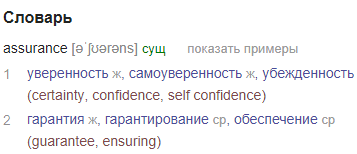 Словарь
assurance [əˈʃuərəns] сущ показать примеры
1 уверенность ж, самоуверенность ж, убежденность
(certainty, confidence, self confidence)
2 гарантия ж, гарантирование ср, обеспечение ср
(guarantee, ensuring)